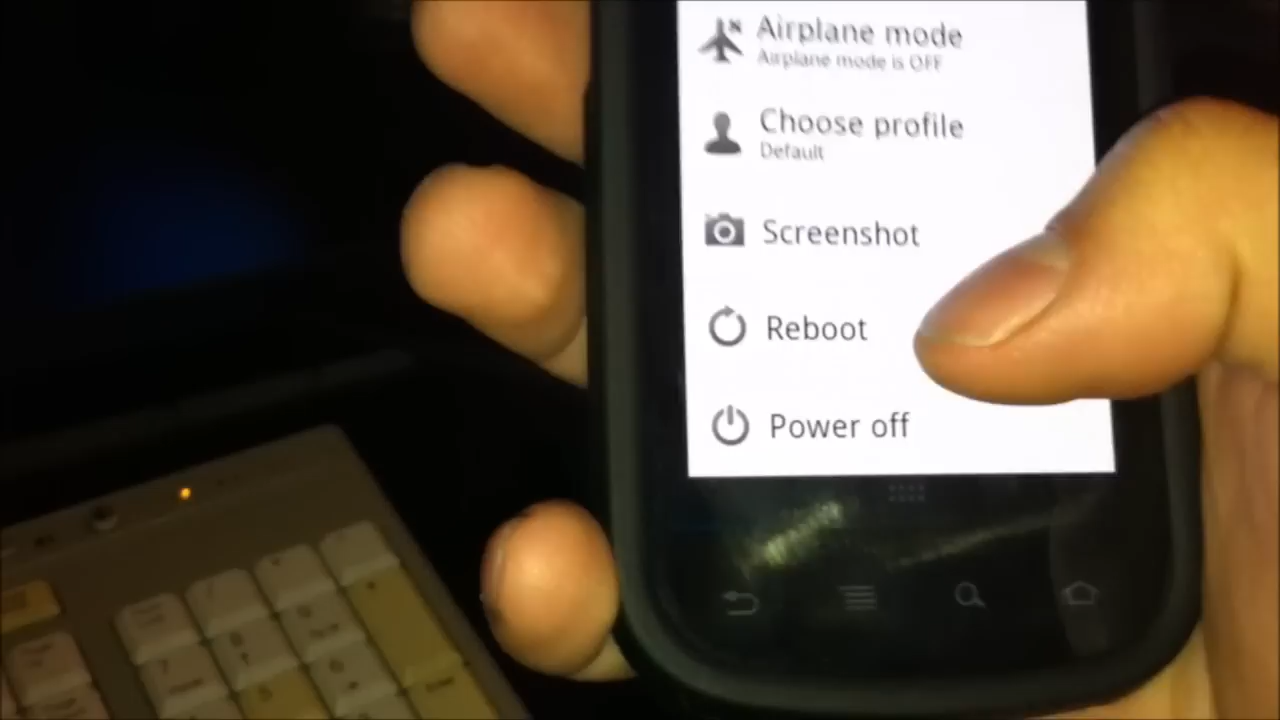 Airplane mode
Airplane mode is OFF
Choose profile
Default
Screenshot
Reboot
Power off